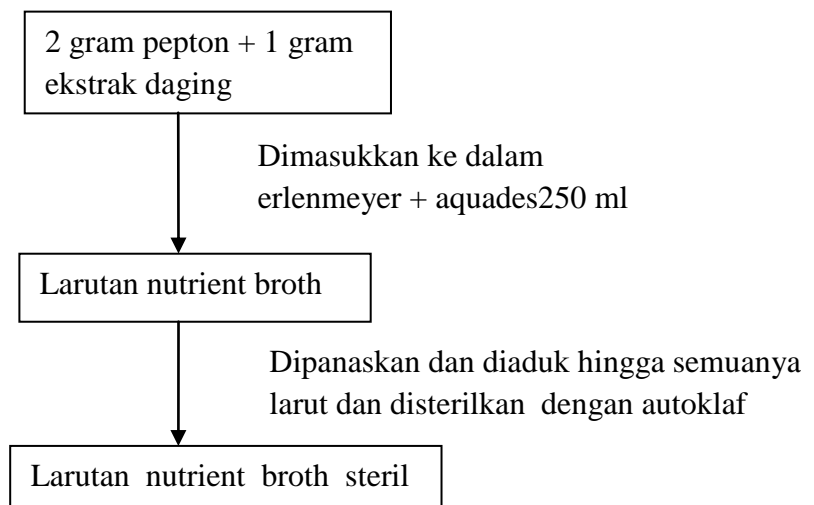 2 gram pepton + 1 gram
ekstrak daging
Dimasukkan ke dalam
erlenmeyer + aquades250 ml
Larutan nutrient broth
Dipanaskan dan diaduk hingga semuanya
larut dan disterilkan dengan autoklaf
Larutan nutrient broth steril